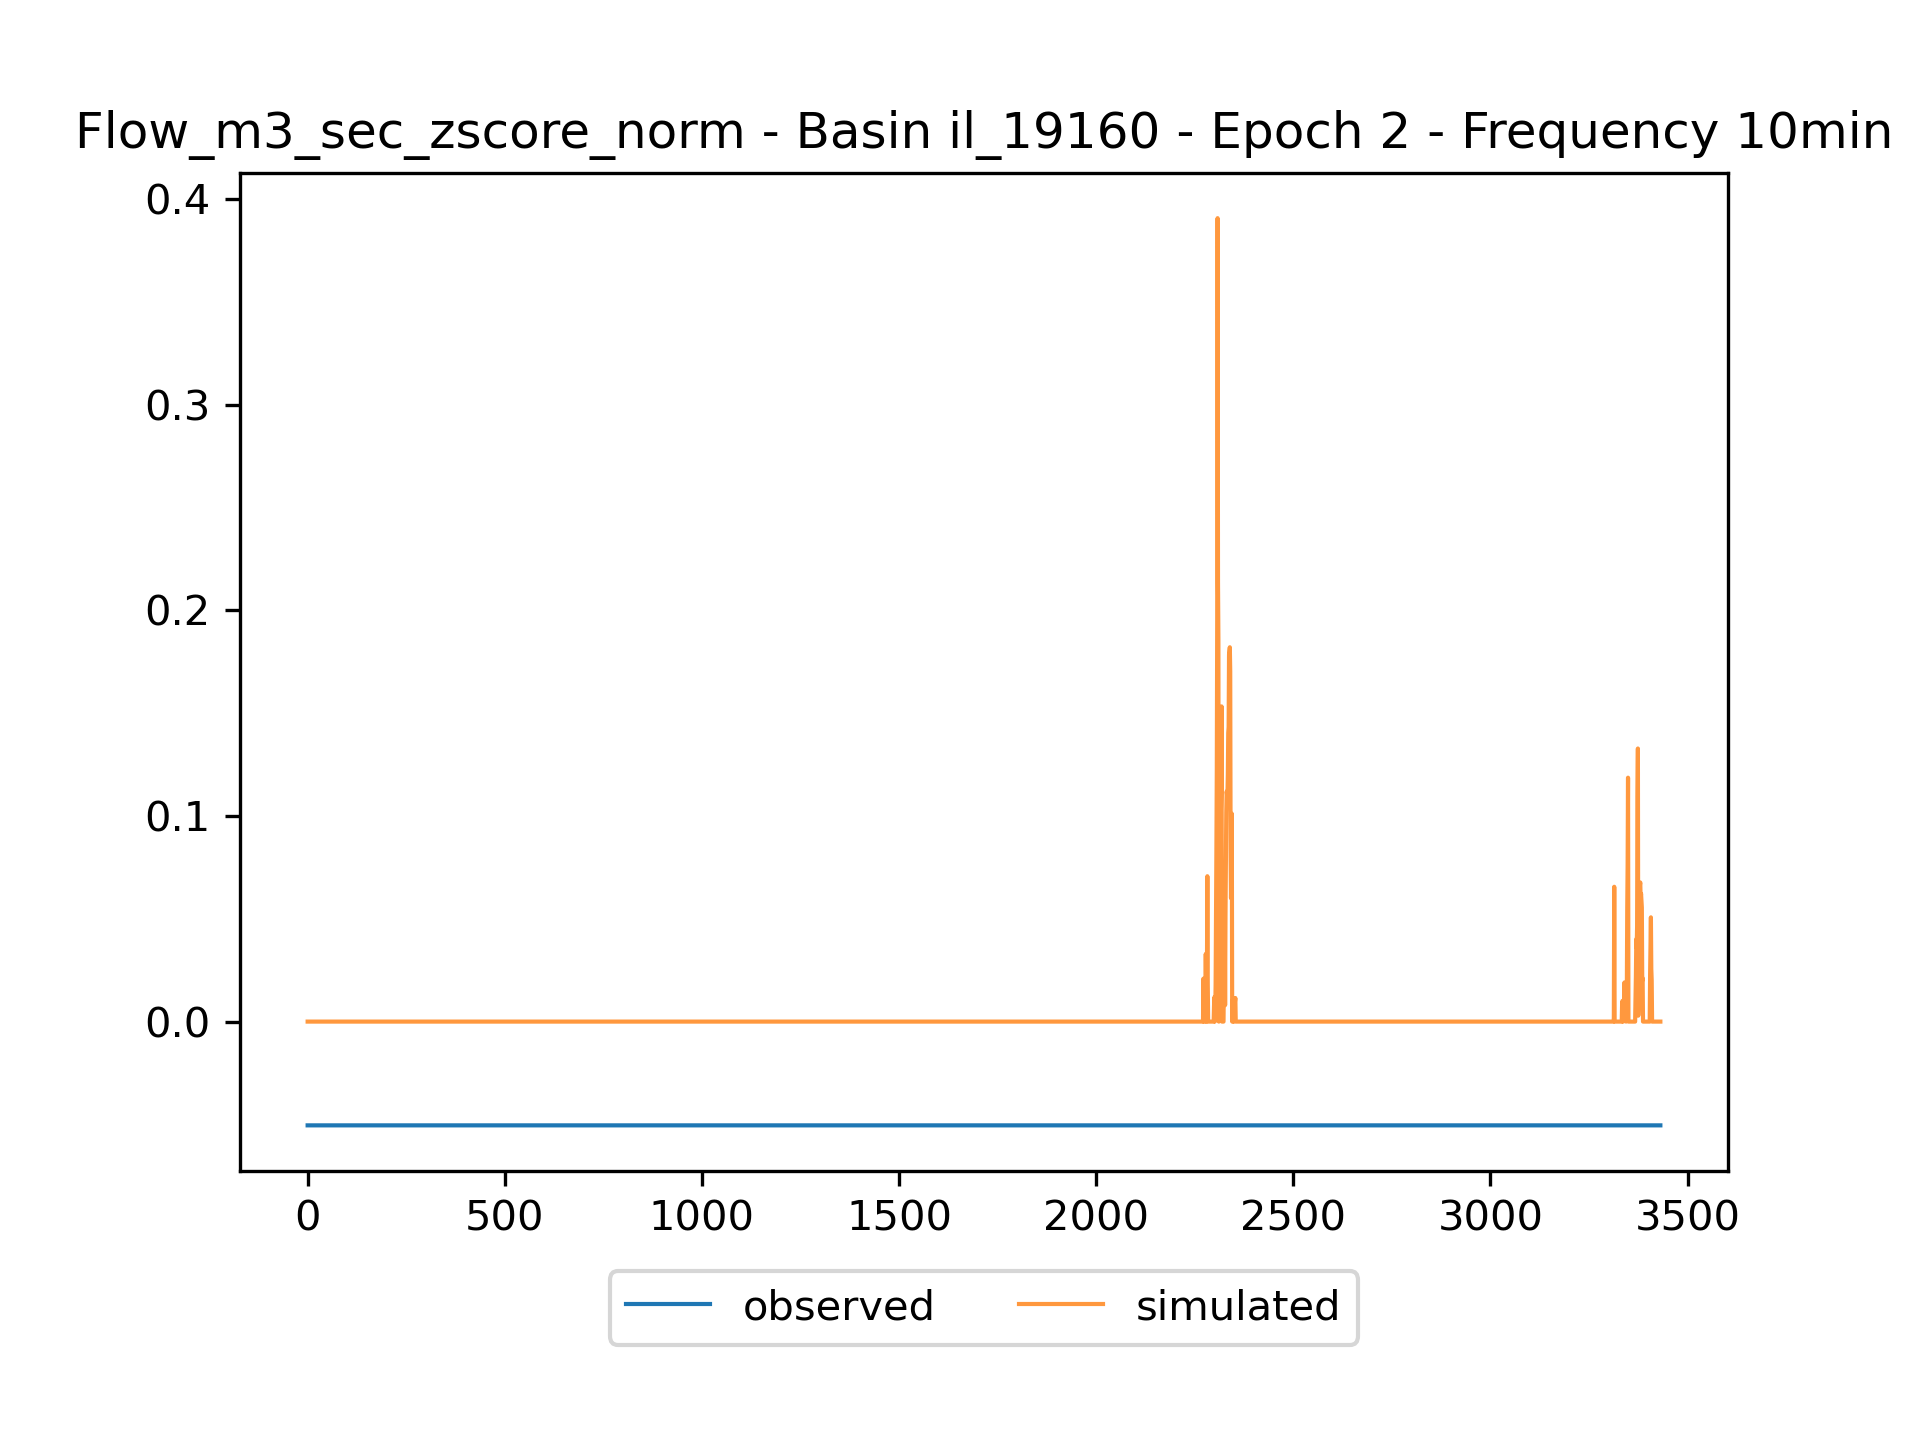 Flow_m3_sec_zscore_norm - Basin il_19160 - Epoch 2 - Frequency 10min
0.4
0.3
0.2
0.1
0.0
0 500 1000 1500 2000 2500 3000 3500
observed simulated